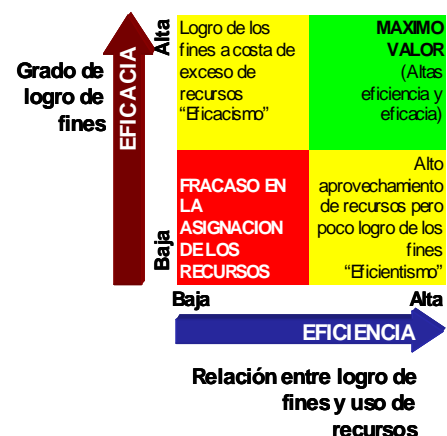 Grado de
logro de
fines
EFICACIA
Alta
Baja
Logro de los
fines a costa de
exceso de
recursos
“Eficacismo”
MAXIMO
VALOR
(Altas
eficiencia y
eficacia)
FRACASO EN
LA
ASIGNACION
DE LOS
RECURSOS
Alto
aprovechamiento
de recursos pero
poco logro de los
fines
“Eficientismo”
Baja
Alta
EFICIENCIA
Relación entre logro de
fines y uso de
recursos